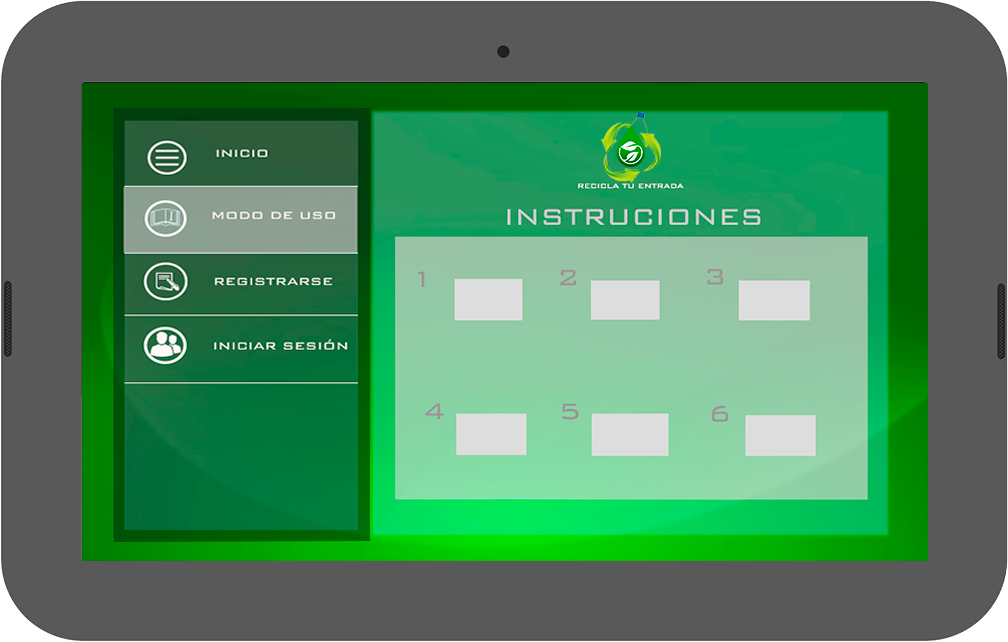 INICIO
MODO DE USO
REGISTRARSE
INICIAR SESIÓN
RECICLA TU ENTRADA
INSTRUCIONES
1 2 3
4 5 6